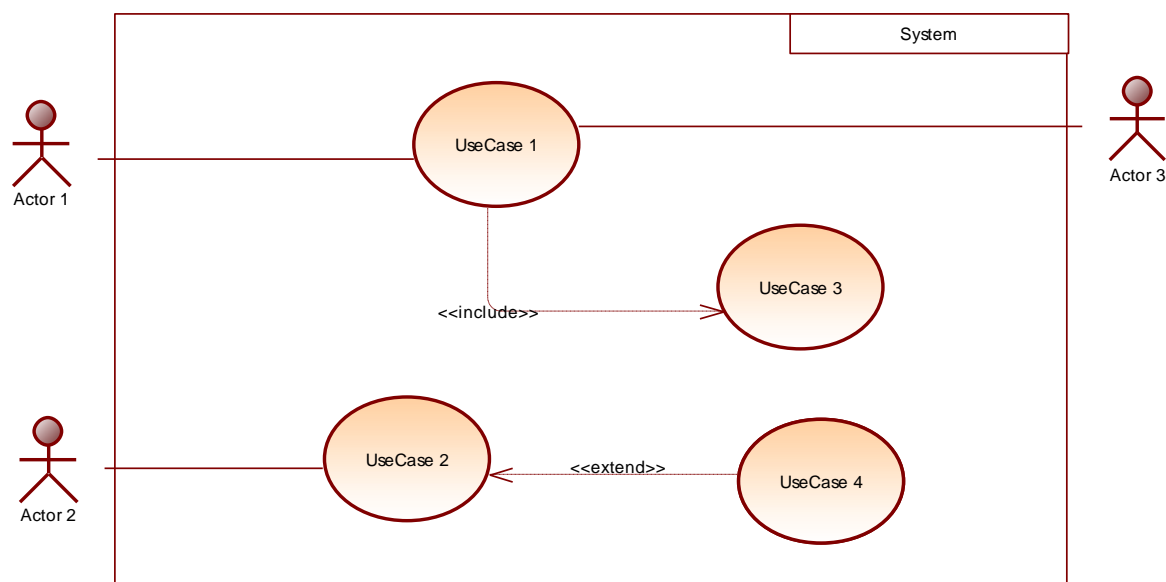 System
UseCase 1
Actor 1
Actor 3
UseCase 3
<<include>>
UseCase 2
<<extend>>
UseCase 4
Actor 2